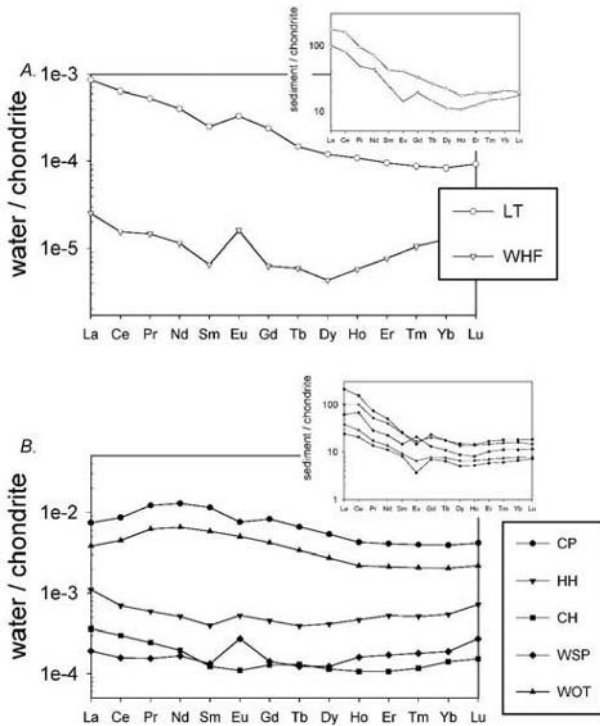 A.
water / chondrite
1e-3
1e-4
1e-5
La Ce Pr Nd Sm Eu Gd Tb Dy Ho Er Tm Yb Lu
sediment / chondrite
100
10
La Ce Pr Nd Sm Eu Gd Tb Dy Ho Er Tm Yb Lu
LT
WHF
B.
water / chondrite
1e-2
1e-3
1e-4
La Ce Pr Nd Sm Eu Gd Tb Dy Ho Er Tm Yb Lu
sediment / chondrite
100
10
1
La Ce Pr Nd Sm Eu Gd Tb Dy Ho Er Tm Yb Lu
CP
HH
CH
WSP
WOT